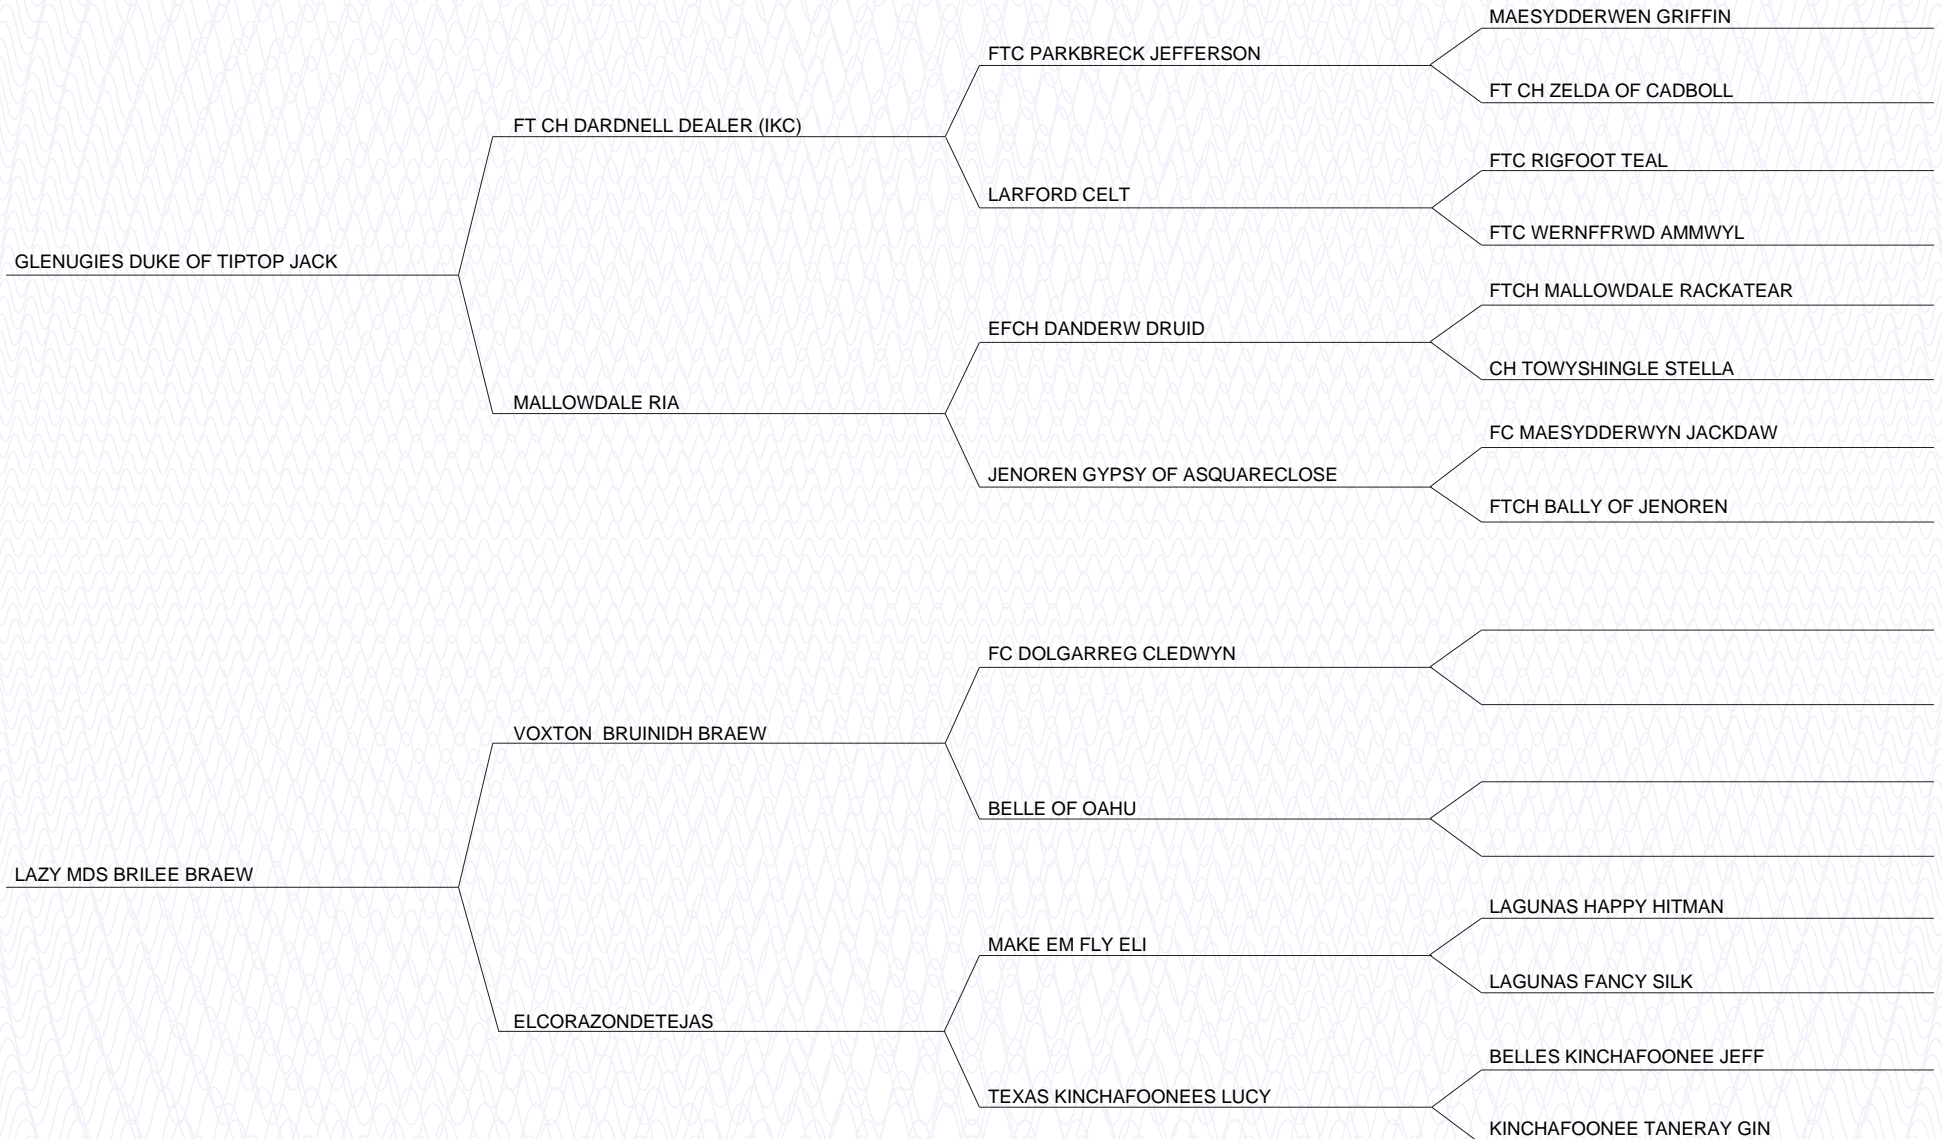 MAESYDDERWEN GRIFFIN
FTC PARKBRECK JEFFERSON
FT CH ZELDA OF CADBOLL
FT CH DARDNELL DEALER (IKC)
FTC RIGFOOT TEAL
LARFORD CELT
FTC WERNFFRWD AMMWYL
GLENUGIES DUKE OF TIPTOP JACK
FTCH MALLOWDALE RACKATEAR
EFCH DANDERW DRUID
CH TOWYSHINGLE STELLA
MALLOWDALE RIA
FC MAESYDDERWYN JACKDAW
JENOREN GYPSY OF ASQUARECLOSE
FTCH BALLY OF JENOREN
FC DOLGARREG CLEDWYN
VOXTON  BRUINIDH BRAEW
BELLE OF OAHU
LAZY MDS BRILEE BRAEW
LAGUNAS HAPPY HITMAN
MAKE EM FLY ELI
LAGUNAS FANCY SILK
ELCORAZONDETEJAS
BELLES KINCHAFOONEE JEFF
TEXAS KINCHAFOONEES LUCY
KINCHAFOONEE TANERAY GIN